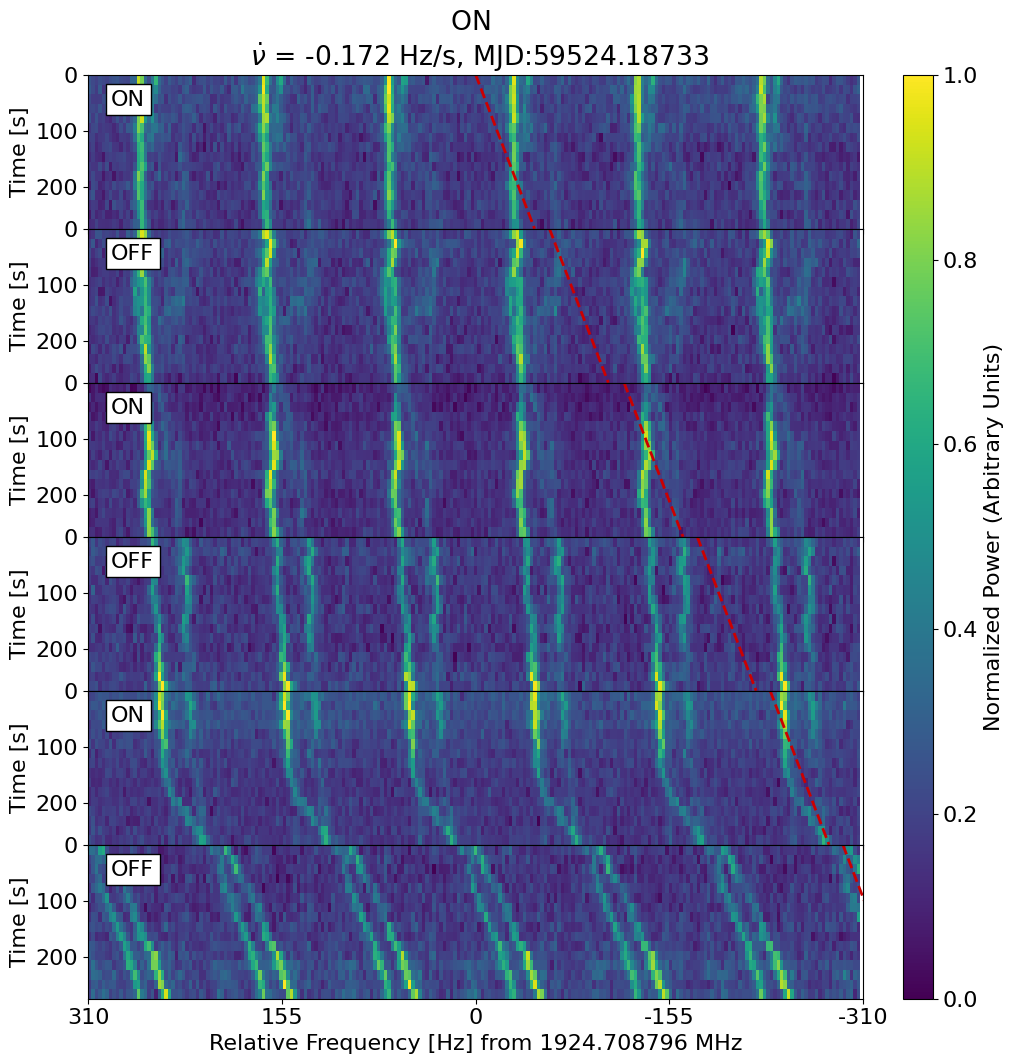 ON
ν̇ = -0.172 Hz/s, MJD:59524.18733
0
ON
100
200
Time [s]
0
OFF
100
200
Time [s]
0
ON
100
200
Time [s]
0
OFF
100
200
Time [s]
0
ON
100
200
Time [s]
0
OFF
100
200
Time [s]
310 155 0 -155 -310
Relative Frequency [Hz] from 1924.708796 MHz
1.0
0.8
0.6
0.4
0.2
0.0
Normalized Power (Arbitrary Units)